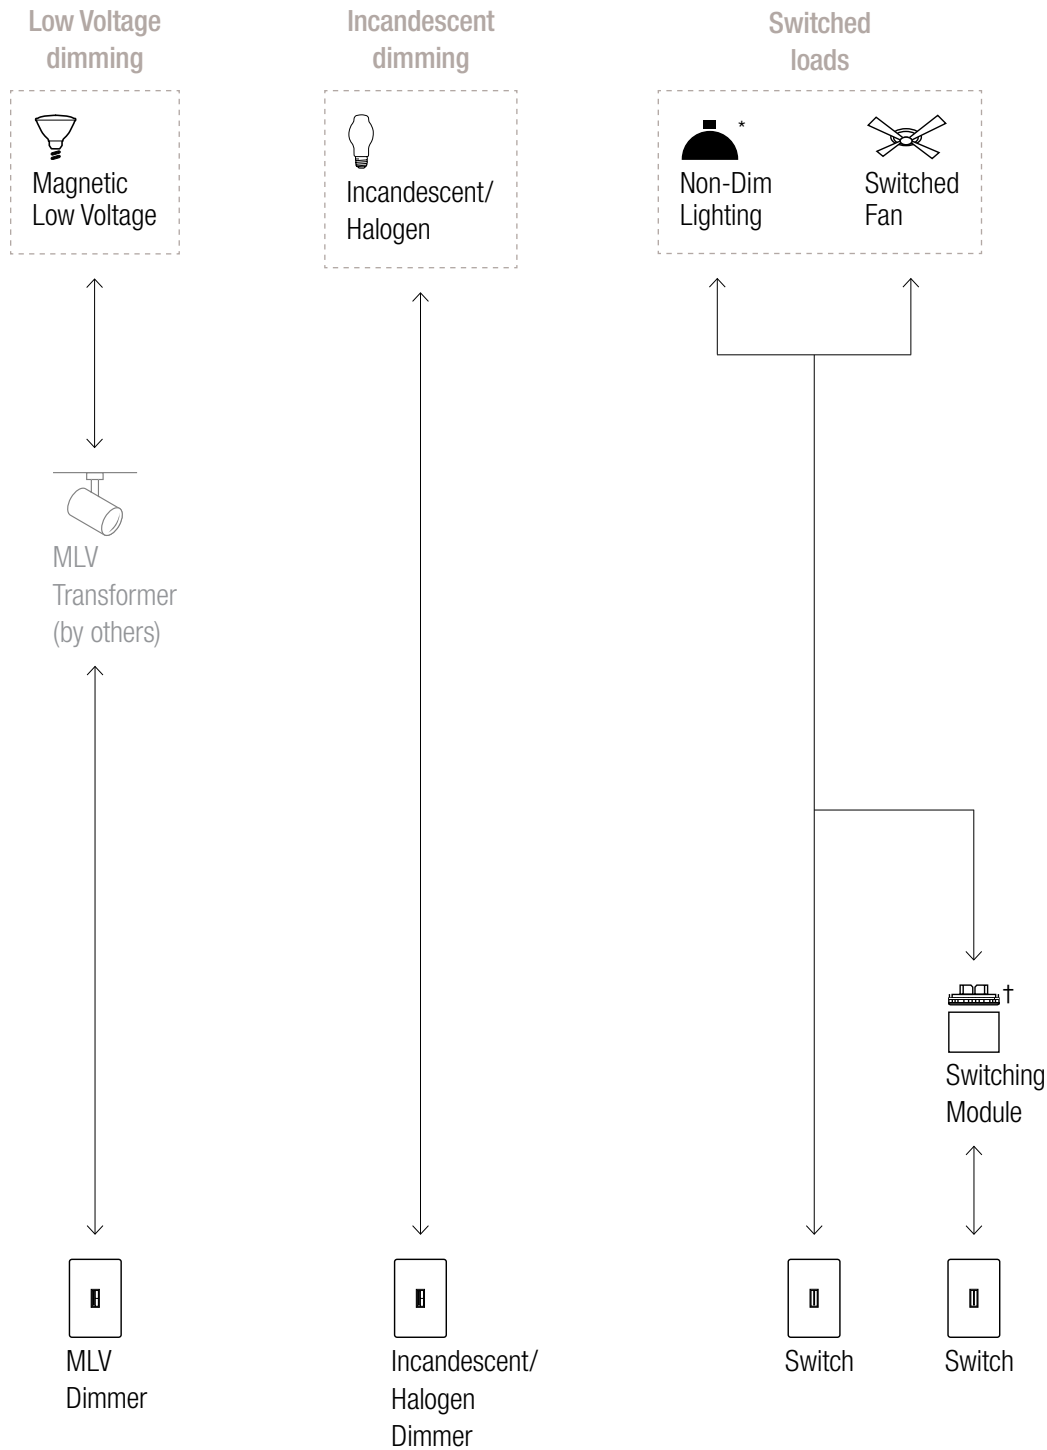 Low Voltage
dimming
Incandescent
dimming
Switched
loads
Magnetic
Low Voltage
Incandescent/
Halogen
*
Non-Dim
Lighting
Switched
Fan
MLV
Transformer
(by others)
†
Switching
Module
MLV
Dimmer
Incandescent/
Halogen
Dimmer
Switch
Switch